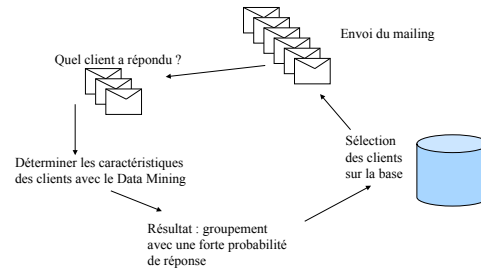 Envoi du mailing
Quel client a répondu ?
Sélection
des clients
sur la base
Déterminer les caractéristiques
des clients avec le Data Mining
Résultat : groupement
avec une forte probabilité
de réponse